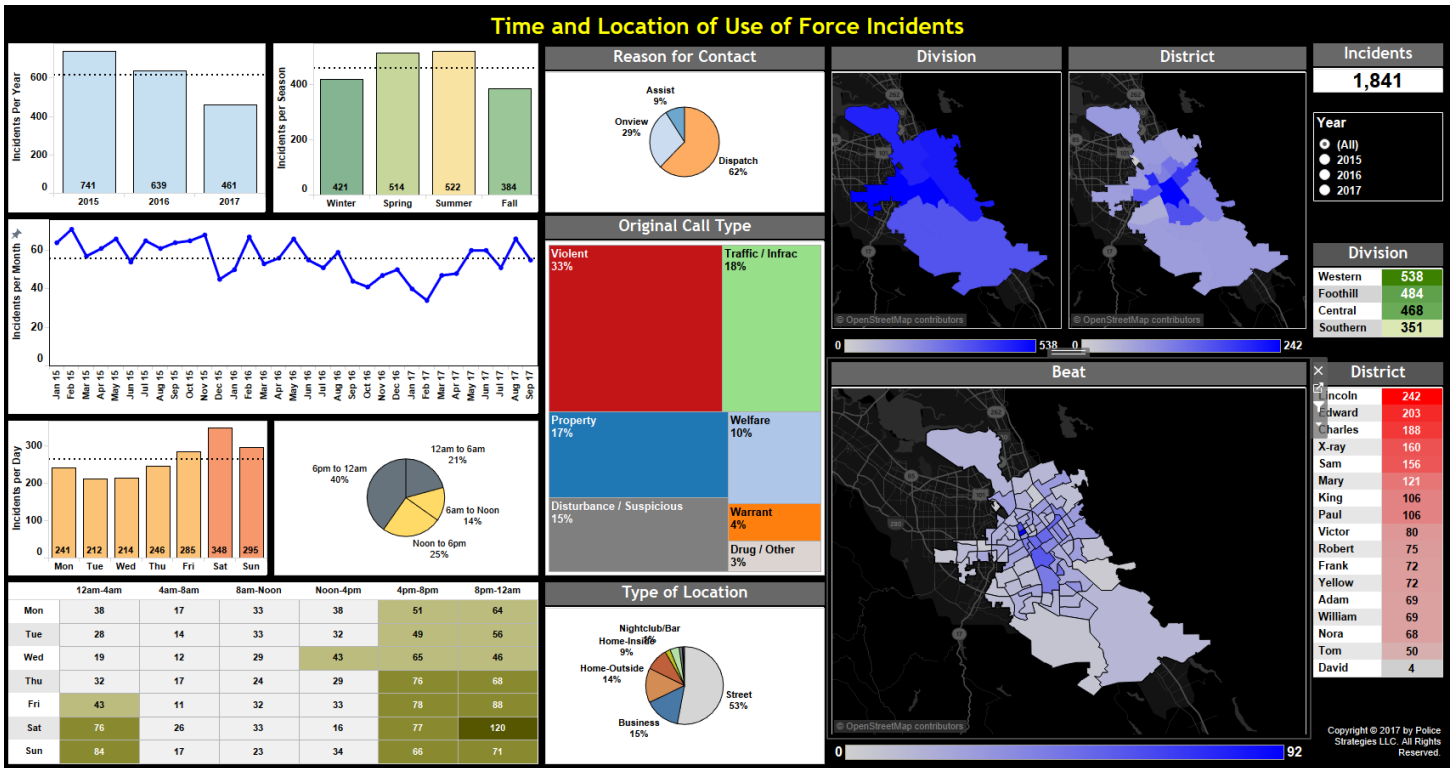 Time and Location of Use of Force Incidents
Incidents Per Year
600
400
200
0
741
639
461
2015
2016
2017
Incidents per Season
400
200
0
421
514
522
384
Winter
Spring
Summer
Fall
Incidents per Month
60
40
20
0
Jan 15
Feb 15
Mar 15
Apr 15
May 15
Jun 15
Jul 15
Aug 15
Sep 15
Oct 15
Nov 15
Dec 15
Jan 16
Feb 16
Mar 16
Apr 16
May 16
Jun 16
Jul 16
Aug 16
Sep 16
Oct 16
Nov 16
Dec 16
Jan 17
Feb 17
Mar 17
Apr 17
May 17
Jun 17
Jul 17
Aug 17
Sep 17
Incidents per Day
300
200
100
0
241
212
214
246
285
348
295
Mon
Tue
Wed
Thu
Fri
Sat
Sun
6pm to 12am
40%
12am to 6am
21%
6am to Noon
14%
Noon to 6pm
25%
12am-4am 4am-8am 8am-Noon Noon-4pm 4pm-8pm 8pm-12am
Mon 38 17 33 38 51 64
Tue 28 14 33 32 49 56
Wed 19 12 29 43 65 46
Thu 32 17 24 29 76 68
Fri 43 11 32 33 78 88
Sat 76 26 33 16 77 120
Sun 84 17 23 34 66 71
Reason for Contact
Assist
9%
Onview
29%
Dispatch
62%
Original Call Type
Violent
33%
Traffic / Infrac
18%
Property
17%
Welfare
10%
Disturbance / Suspicious
15%
Warrant
4%
Drug / Other
3%
Type of Location
Nightclub/Bar
Home-Inside
9%
Home-Outside
14%
Street
53%
Business
15%
Division
© OpenStreetMap contributors
0
538
District
© OpenStreetMap contributors
0
242
Beat
© OpenStreetMap contributors
0
92
Incidents
1,841
Year
(All)
2015
2016
2017
Division
Western 538
Foothill 484
Central 468
Southern 351
District
Lincoln 242
Edward 203
Charles 188
X-ray 160
Sam 156
Mary 121
King 106
Paul 106
Victor 80
Robert 75
Frank 72
Yellow 72
Adam 69
William 69
Nora 68
Tom 50
David 4
Copyright © 2017 by Police
Strategies LLC. All Rights
Reserved.